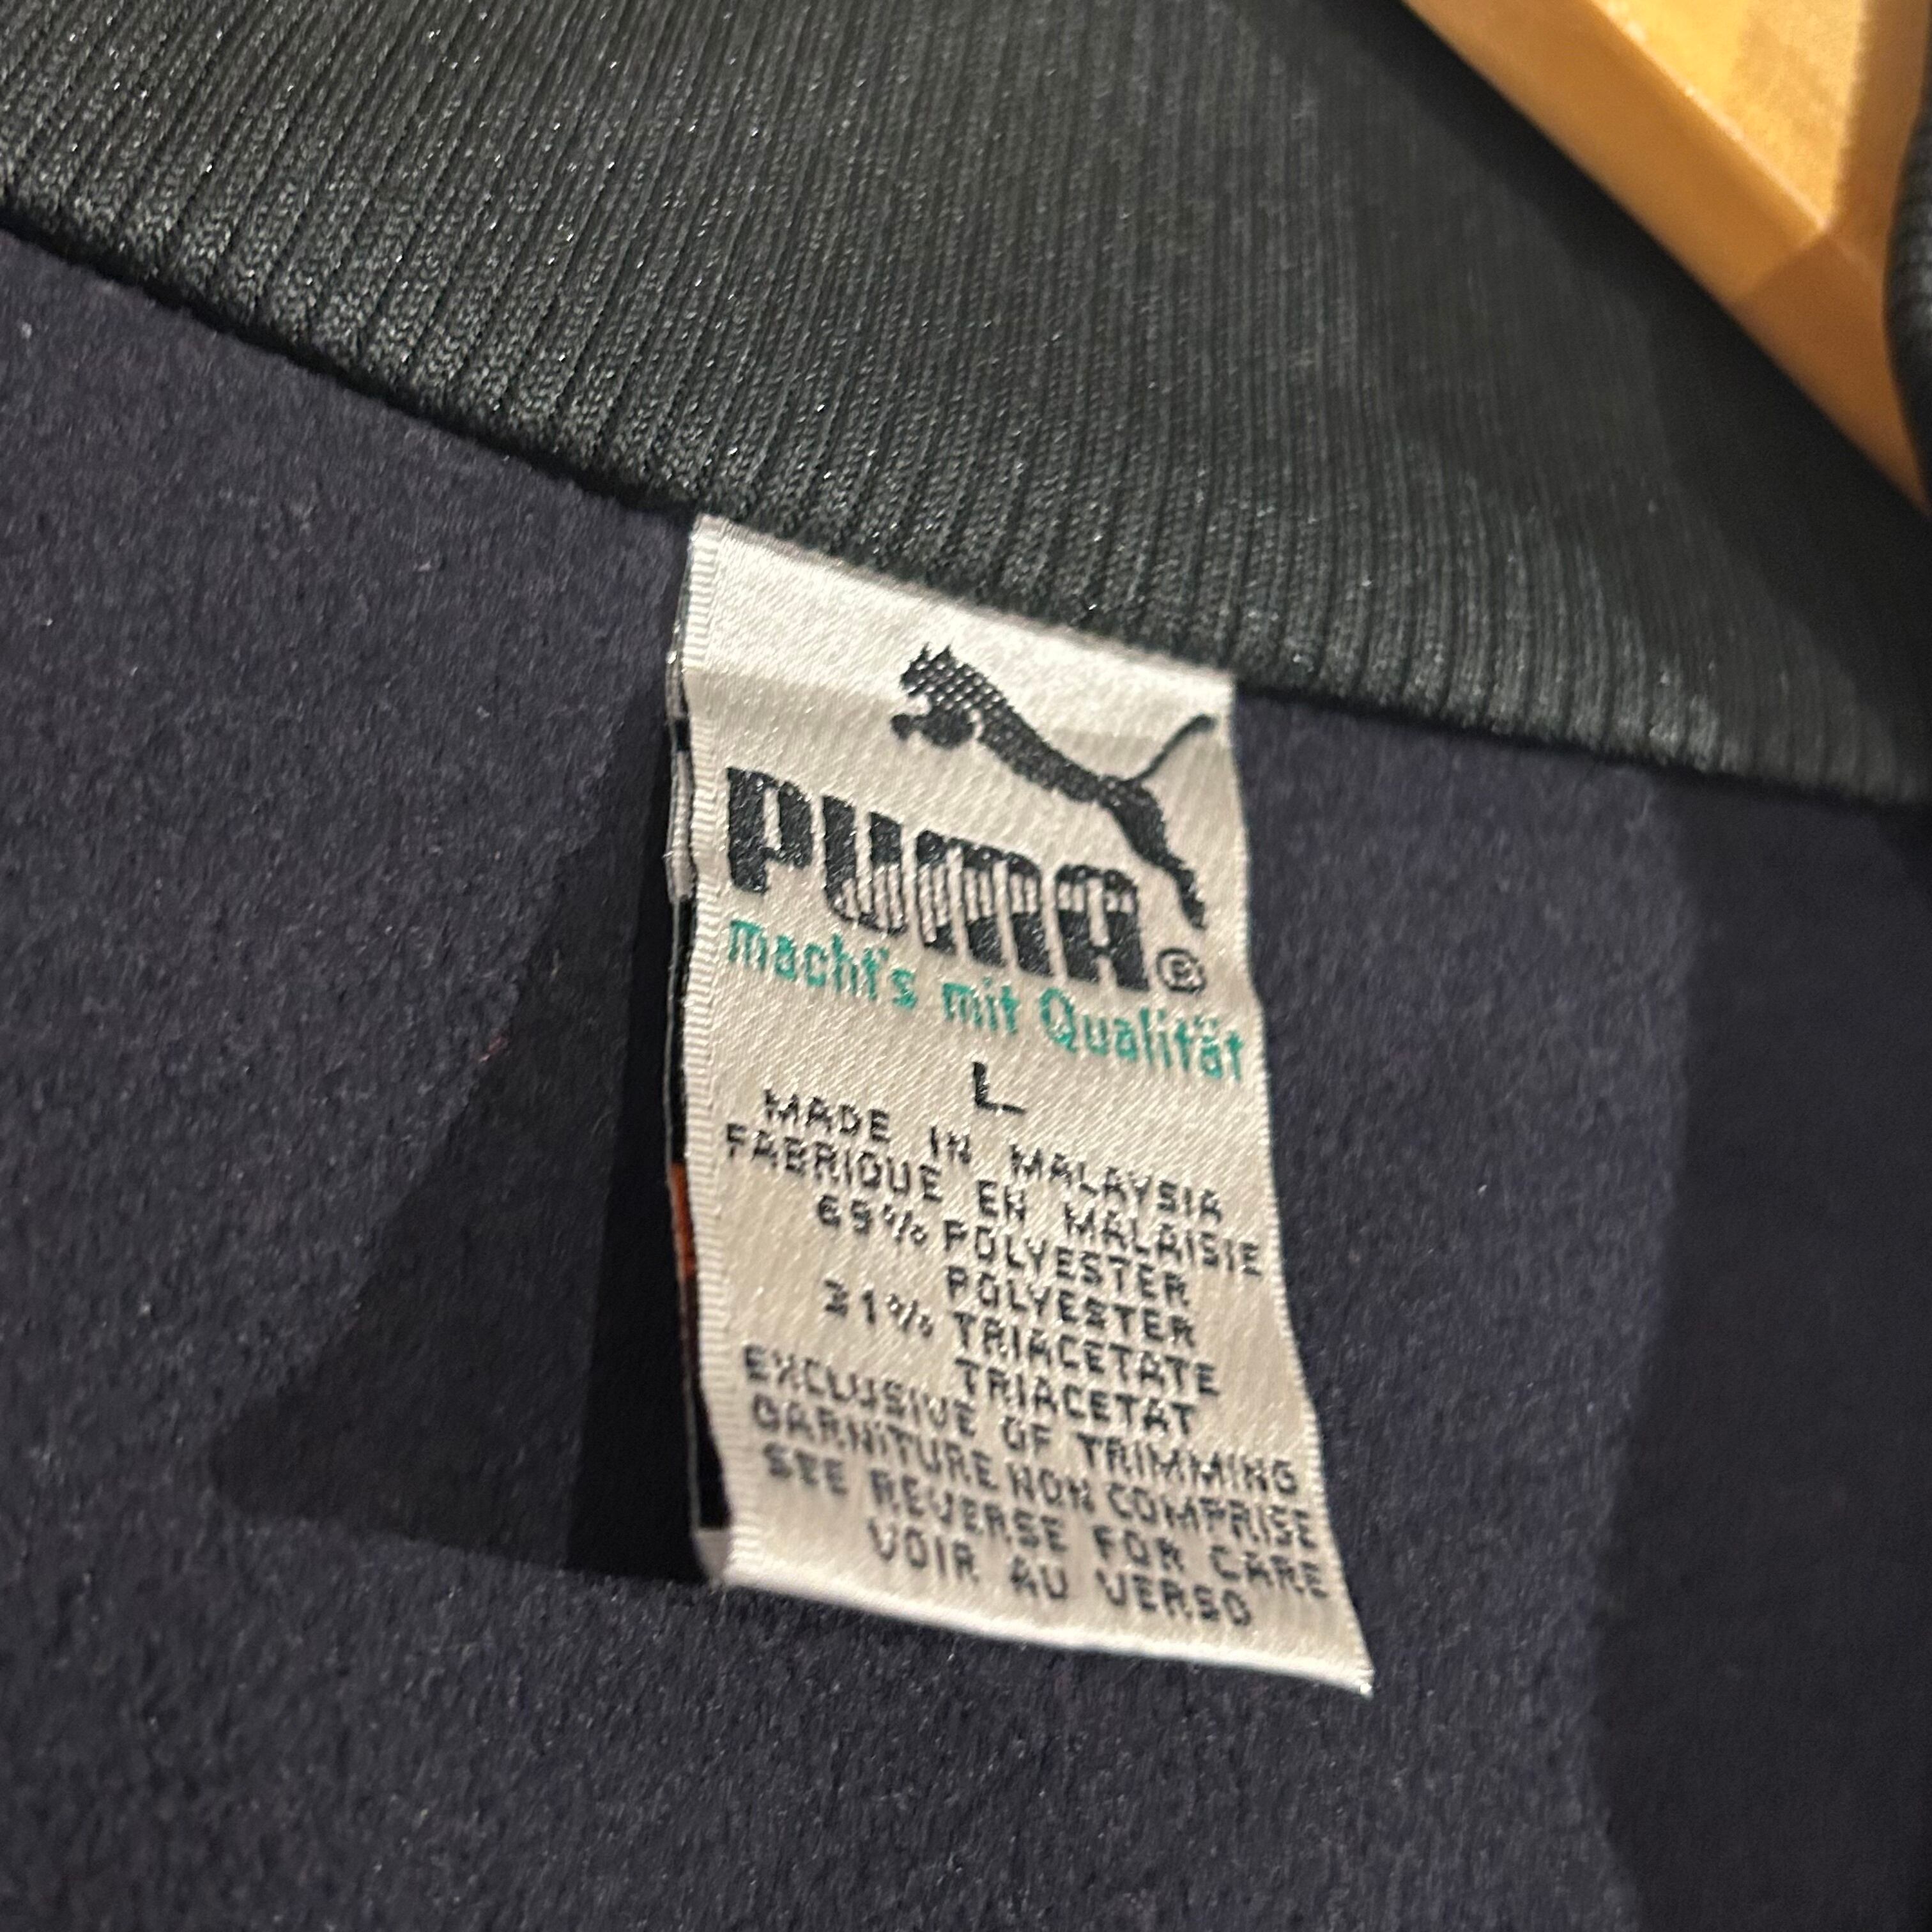 PUMA®
macht's mit Qualität
L
MADE IN MALAYSIA
FABRIQUE EN MALAISIE
69% POLYESTER
POLYESTER
31% TRIACETATE
TRIACETAT
EXCLUSIVE OF TRIMMING
GARNITURE NON COMPRISE
SEE REVERSE FOR CARE
VOIR AU VERSO